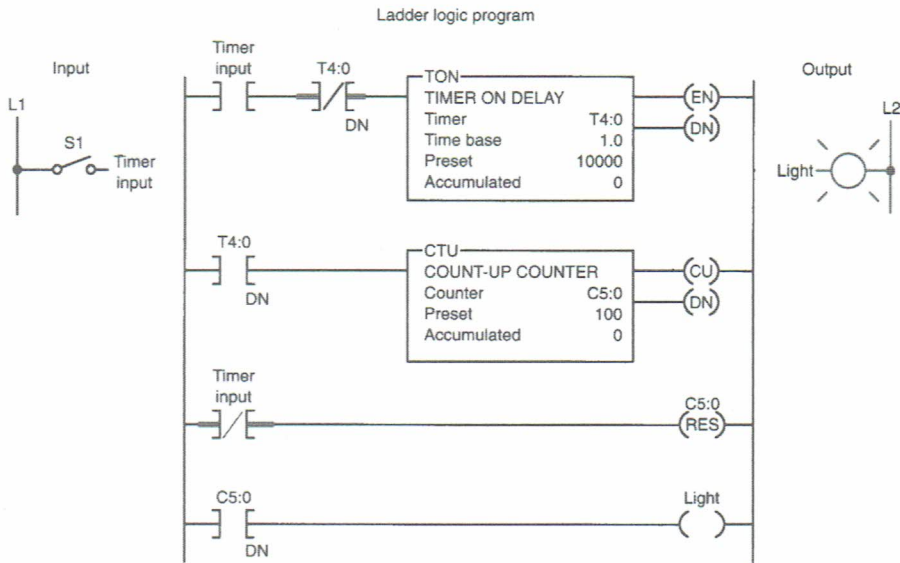 Ladder logic program
Input
Output
L1
S1
Timer
input
L2
Light
Timer
input
T4:0
DN
TON
TIMER ON DELAY
Timer T4:0
Time base 1.0
Preset 10000
Accumulated 0
EN
DN
T4:0
DN
CTU
COUNT-UP COUNTER
Counter C5:0
Preset 100
Accumulated 0
CU
DN
Timer
input
C5:0
RES
C5:0
DN
Light